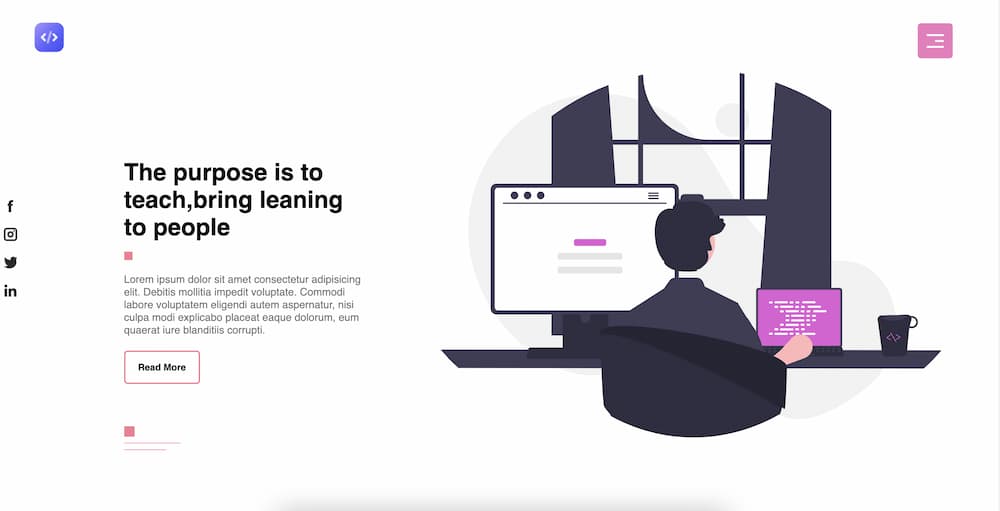 </>
The purpose is to
teach,bring leaning
to people
Lorem ipsum dolor sit amet consectetur adipisicing
elit. Debitis mollitia impedit voluptate. Commodi
labore voluptatem eligendi autem aspernatur, nisi
culpa modi explicabo placeat eaque dolorum, eum
quaerat iure blanditiis corrupti.
Read More
<\>